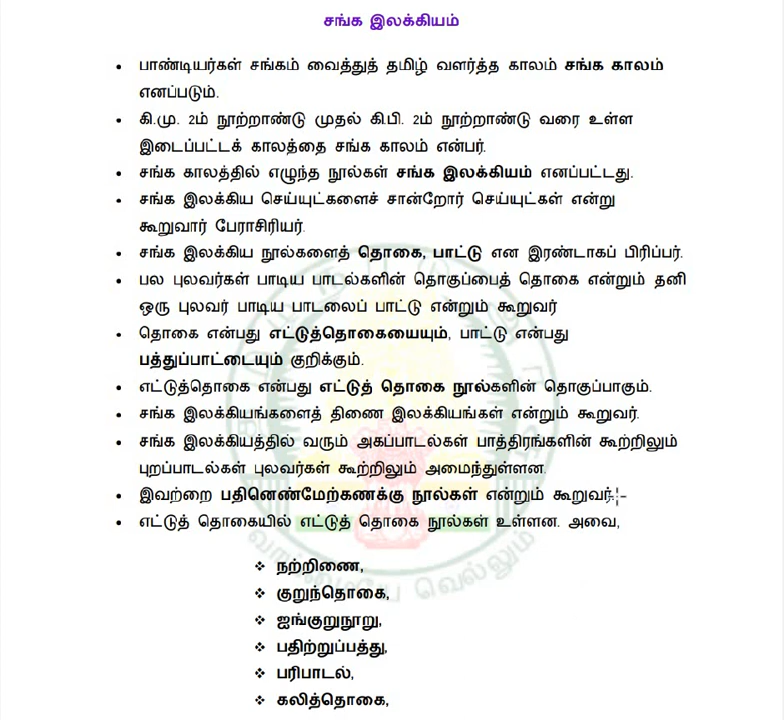 சங்க இலக்கியம்
• பாண்டியர்கள் சங்கம் வைத்துத் தமிழ் வளர்த்த காலம் சங்க காலம்
எனப்படும்.
• கி.மு. 2ம் நூற்றாண்டு முதல் கி.பி. 2ம் நூற்றாண்டு வரை உள்ள
இடைப்பட்டக் காலத்தை சங்க காலம் என்பர்.
• சங்க காலத்தில் எழுந்த நூல்கள் சங்க இலக்கியம் எனப்பட்டது.
• சங்க இலக்கிய செய்யுட்களைச் சான்றோர் செய்யுட்கள் என்று
கூறுவார் பேராசிரியர்.
• சங்க இலக்கிய நூல்களைத் தொகை, பாட்டு என இரண்டாகப் பிரிப்பர்.
• பல புலவர்கள் பாடிய பாடல்களின் தொகுப்பைத் தொகை என்றும் தனி
ஒரு புலவர் பாடிய பாடலைப் பாட்டு என்றும் கூறுவர்
• தொகை என்பது எட்டுத்தொகையையும், பாட்டு என்பது
பத்துப்பாட்டையும் குறிக்கும்.
• எட்டுத்தொகை என்பது எட்டுத் தொகை நூல்களின் தொகுப்பாகும்.
• சங்க இலக்கியங்களைத் திணை இலக்கியங்கள் என்றும் கூறுவர்.
• சங்க இலக்கியத்தில் வரும் அகப்பாடல்கள் பாத்திரங்களின் கூற்றிலும்
புறப்பாடல்கள் புலவர்கள் கூற்றிலும் அமைந்துள்ளன.
• இவற்றை பதினெண்மேற்கணக்கு நூல்கள் என்றும் கூறுவர்.
• எட்டுத் தொகையில் எட்டுத் தொகை நூல்கள் உள்ளன. அவை,
❖ நற்றிணை,
❖ குறுந்தொகை,
❖ ஐங்குறுநூறு,
❖ பதிற்றுப்பத்து,
❖ பரிபாடல்,
❖ கலித்தொகை,